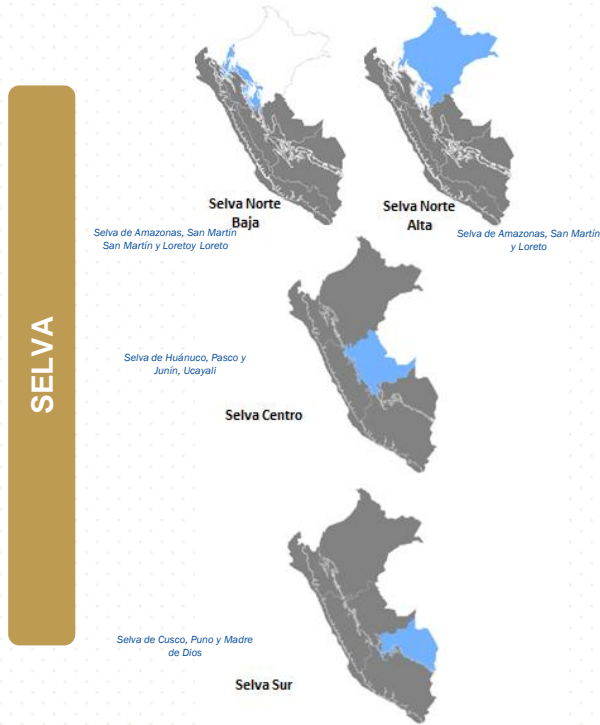 SELVA
Selva Norte
Baja
Selva Norte
Alta
Selva de Amazonas, San Martín
San Martín y Loretoy Loreto
Selva de Amazonas, San Martín
y Loreto
Selva de Huánuco, Pasco y
Junín, Ucayali
Selva Centro
Selva de Cusco, Puno y Madre
de Dios
Selva Sur